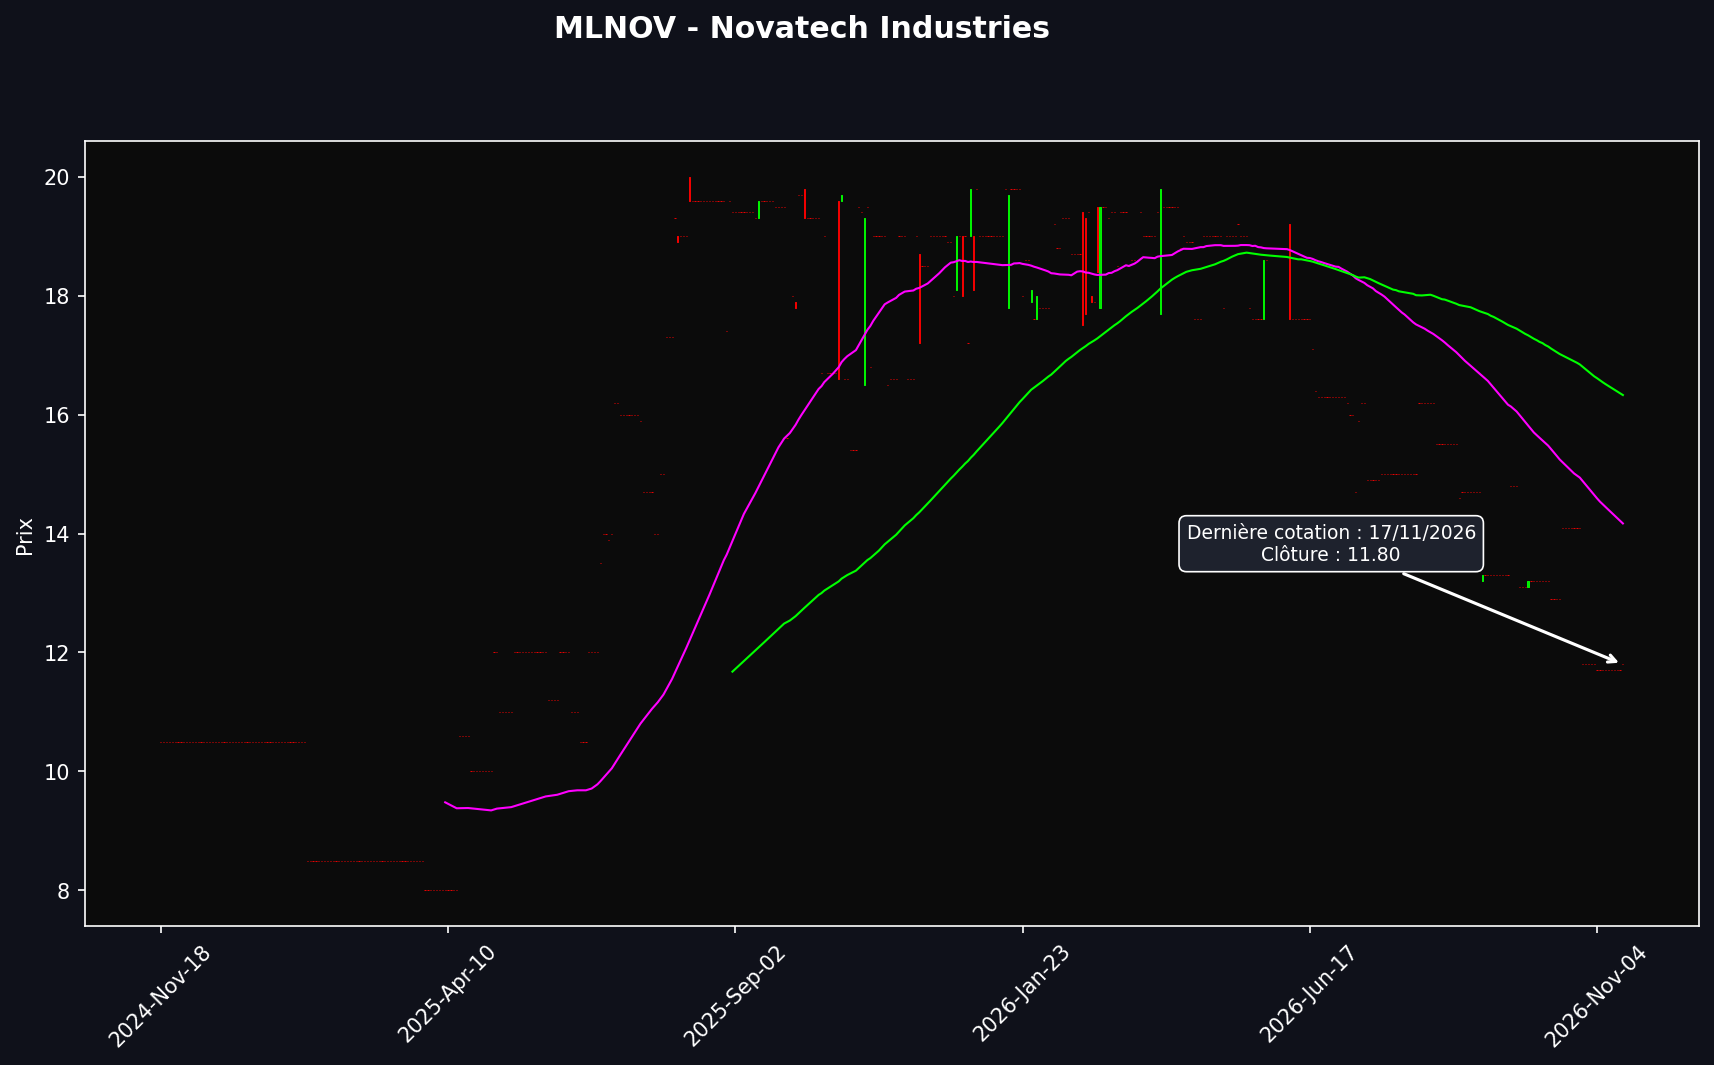 MLNOV - Novatech Industries
Prix
20
18
16
14
12
10
8
Dernière cotation : 17/11/2026
Clôture : 11.80
2024-Nov-18
2025-Apr-10
2025-Sep-02
2026-Jan-23
2026-Jun-17
2026-Nov-04